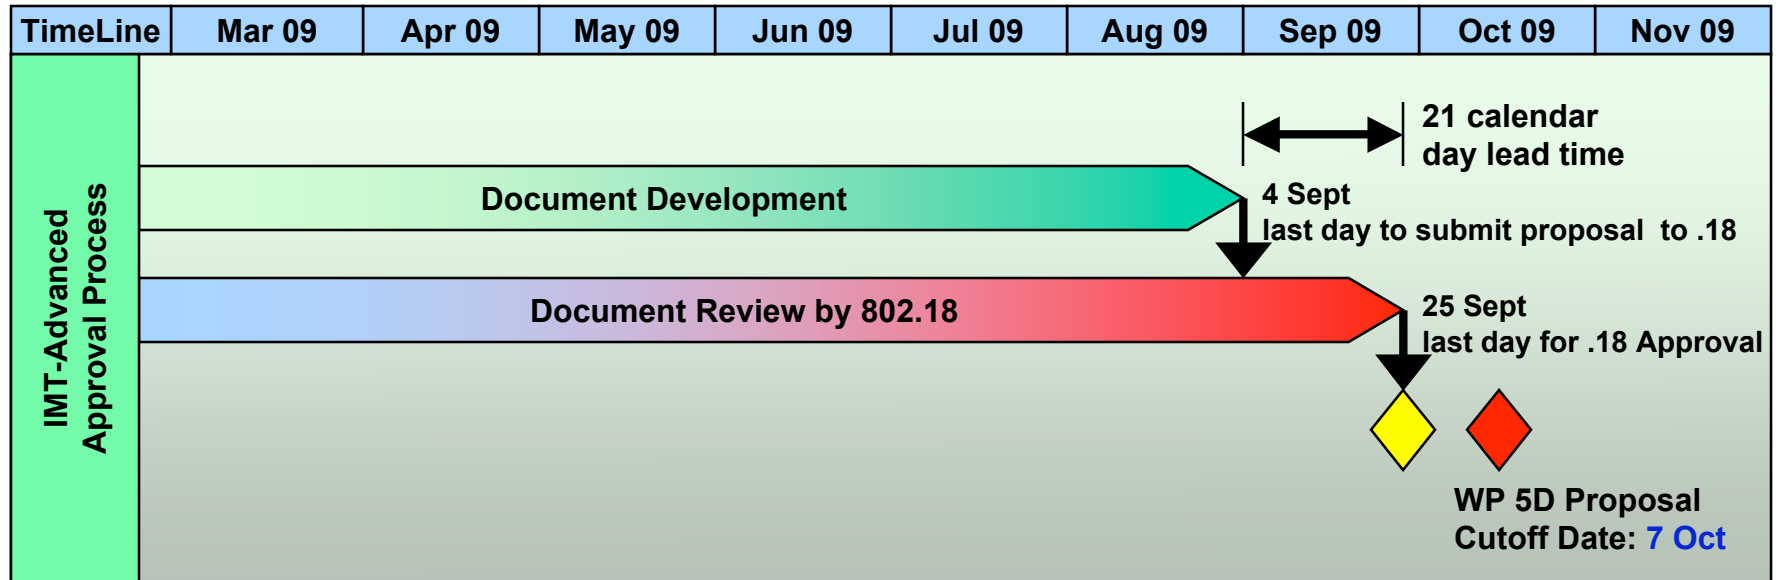 TimeLine Mar 09 Apr 09 May 09 Jun 09 Jul 09 Aug 09 Sep 09 Oct 09 Nov 09
IMT-Advanced
Approval Process
21 calendar
day lead time
Document Development
4 Sept
last day to submit proposal to .18
Document Review by 802.18
25 Sept
last day for .18 Approval
WP 5D Proposal
Cutoff Date: 7 Oct